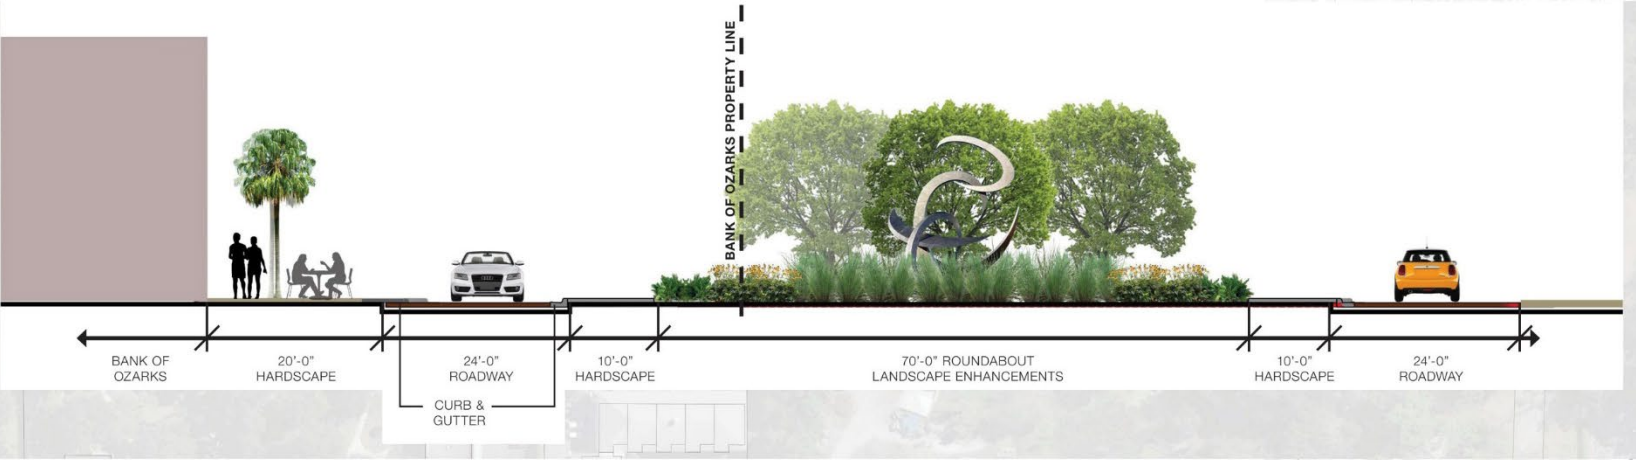 BANK OF OZARKS PROPERTY LINE
BANK OF
OZARKS
20'-0"
HARDSCAPE
24'-0"
ROADWAY
10'-0"
HARDSCAPE
70'-0" ROUNDABOUT
LANDSCAPE ENHANCEMENTS
10'-0"
HARDSCAPE
24'-0"
ROADWAY
CURB &
GUTTER